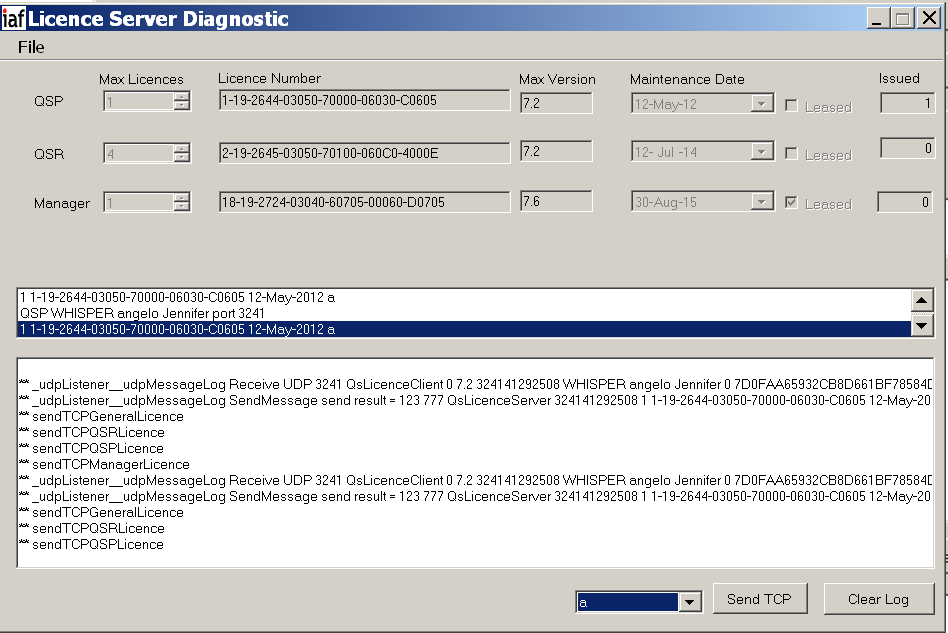 iaf Licence Server Diagnostic
File
Max Licences Licence Number Max Version Maintenance Date Issued
QSP 1 1-19-2644-03050-70000-06030-C0605 7.2 12-May-12 Leased 1
QSR 4 2-19-2645-03050-70100-060C0-4000E 7.2 12- Jul -14 Leased 0
Manager 1 18-19-2724-03040-60705-00060-D0705 7.6 30-Aug-15 Leased 0
1 1-19-2644-03050-70000-06030-C0605 12-May-2012 a
QSP WHISPER angelo Jennifer port 3241
1 1-19-2644-03050-70000-06030-C0605 12-May-2012 a
** _udpListener__udpMessageLog Receive UDP 3241 QsLicenceClient 0 7.2 324141292508 WHISPER angelo Jennifer 0 7D0FAA65932CB8D661BF78584D
** _udpListener__udpMessageLog SendMessage send result = 123 777 QsLicenceServer 324141292508 1 1-19-2644-03050-70000-06030-C0605 12-May-20
** sendTCPGeneralLicence
** sendTCPQSRLicence
** sendTCPQSPLicence
** sendTCPManagerLicence
** _udpListener__udpMessageLog Receive UDP 3241 QsLicenceClient 0 7.2 324141292508 WHISPER angelo Jennifer 0 7D0FAA65932CB8D661BF78584D
** _udpListener__udpMessageLog SendMessage send result = 123 777 QsLicenceServer 324141292508 1 1-19-2644-03050-70000-06030-C0605 12-May-20
** sendTCPGeneralLicence
** sendTCPQSRLicence
** sendTCPQSPLicence
a Send TCP Clear Log